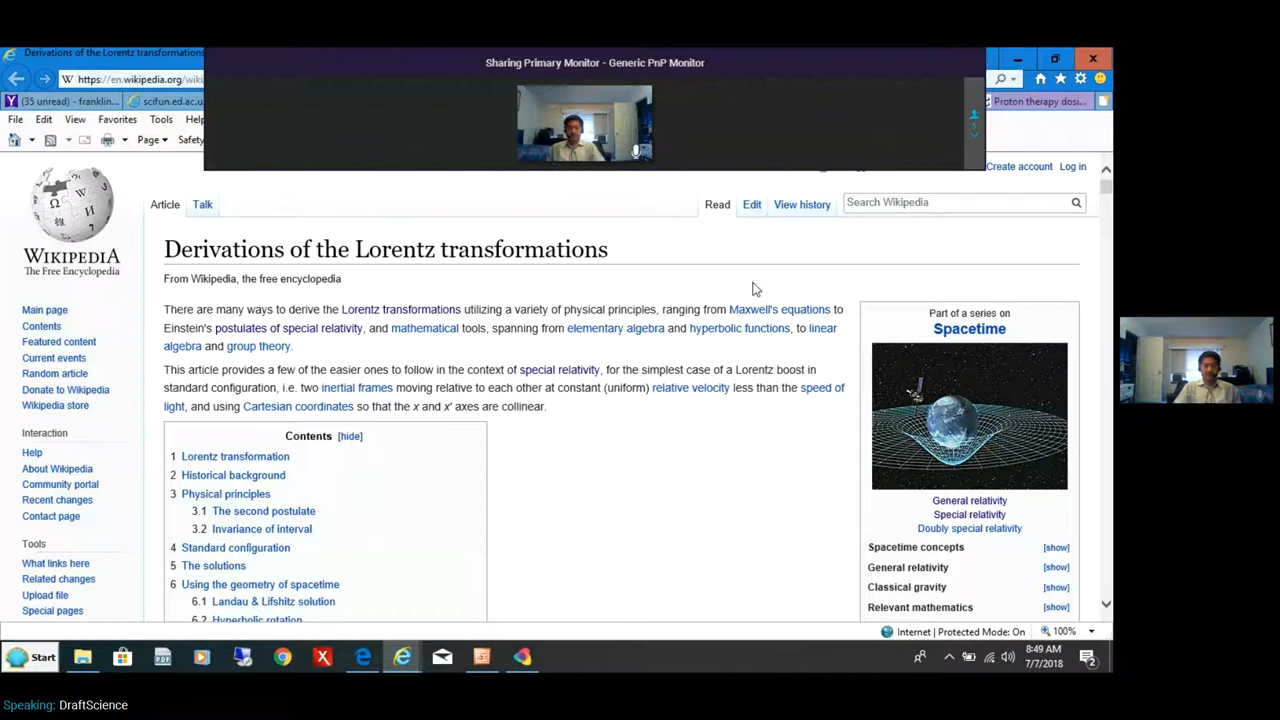 Derivations of the Lorentz transformations
Sharing Primary Monitor - Generic PnP Monitor
https://en.wikipedia.org/wiki
(35 unread) - franklin
scifun.ed.ac.u
Proton therapy dosi...
File Edit View Favorites Tools Help
Page Safety
Create account Log in
Article Talk Read Edit View history Search Wikipedia
WIKIPEDIA
The Free Encyclopedia
Main page
Contents
Featured content
Current events
Random article
Donate to Wikipedia
Wikipedia store
Interaction
Help
About Wikipedia
Community portal
Recent changes
Contact page
Tools
What links here
Related changes
Upload file
Special pages
Derivations of the Lorentz transformations
From Wikipedia, the free encyclopedia
There are many ways to derive the Lorentz transformations utilizing a variety of physical principles, ranging from Maxwell's equations to
Einstein's postulates of special relativity, and mathematical tools, spanning from elementary algebra and hyperbolic functions, to linear
algebra and group theory.
This article provides a few of the easier ones to follow in the context of special relativity, for the simplest case of a Lorentz boost in
standard configuration, i.e. two inertial frames moving relative to each other at constant (uniform) relative velocity less than the speed of
light, and using Cartesian coordinates so that the x and x′ axes are collinear.
Contents [hide]
1 Lorentz transformation
2 Historical background
3 Physical principles
3.1 The second postulate
3.2 Invariance of interval
4 Standard configuration
5 The solutions
6 Using the geometry of spacetime
6.1 Landau & Lifshitz solution
6.2 Hyperbolic rotation
Part of a series on
Spacetime
General relativity
Special relativity
Doubly special relativity
Spacetime concepts [show]
General relativity [show]
Classical gravity [show]
Relevant mathematics [show]
Internet | Protected Mode: On 100%
Start
8:49 AM
7/7/2018
2
Speaking: DraftScience